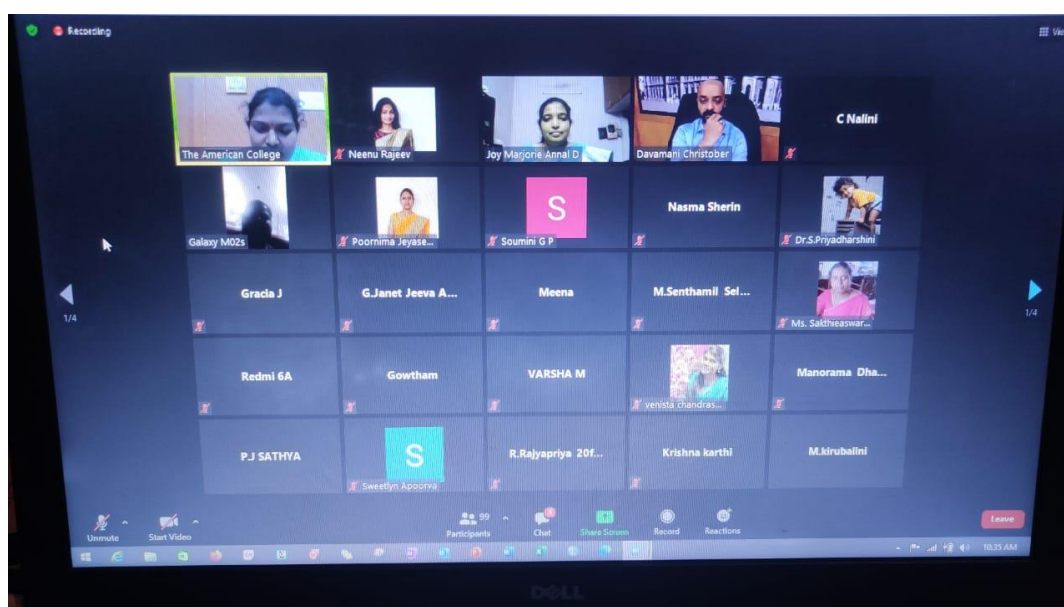 Recording
View
The American College
Neenu Rajeev
Joy Marjorie Annal D
Davamani Christober
C Nalini
Galaxy M02s
Poornima Jeyase...
S
Soumini G P
Nasma Sherin
Dr.S.Priyadharshini
Gracia J
G.Janet Jeeva A...
Meena
M.Senthamil Sel...
Ms. Sakthieaswar...
1/4
1/4
Redmi 6A
Gowtham
VARSHA M
venista chandras...
Manorama Dha...
P.J SATHYA
S
Sweetlyn Apoorva
R.Rajyapriya 20f...
Krishna karthi
M.kirubalini
Unmute
Start Video
99
Participants
Chat
Share Screen
Record
Reactions
Leave
10:35 AM
DELL